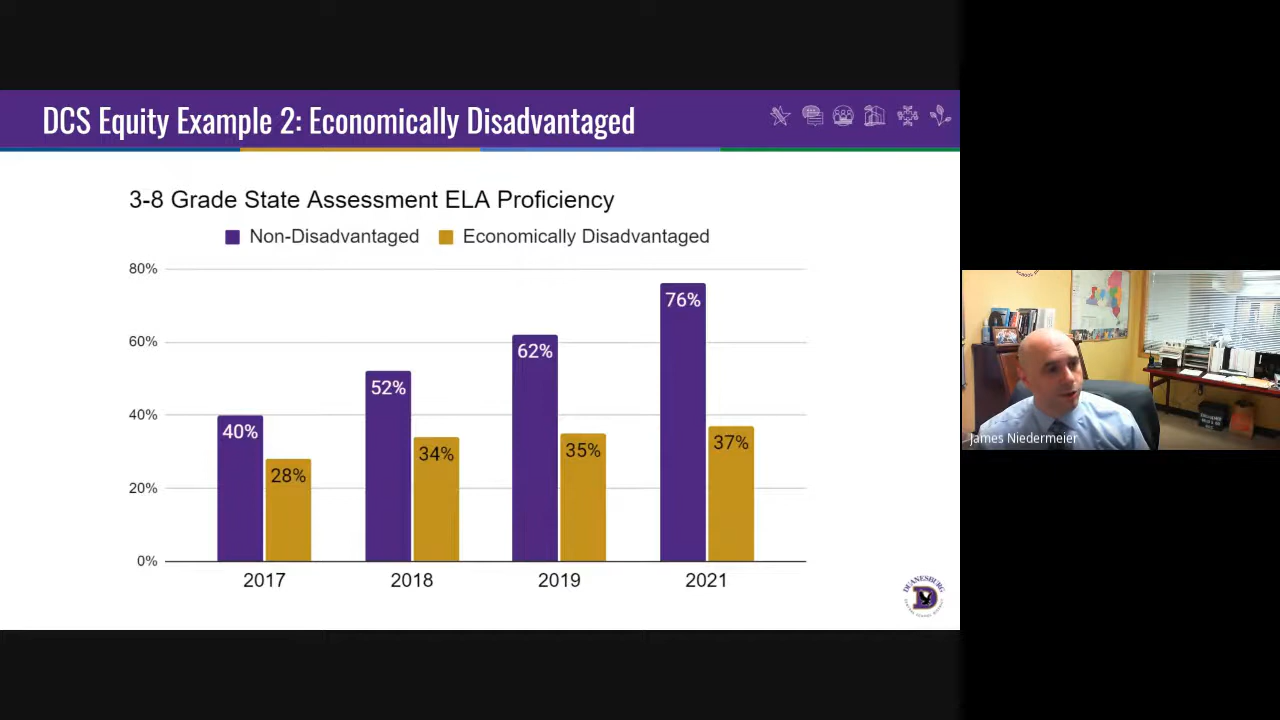 DCS Equity Example 2: Economically Disadvantaged
3-8 Grade State Assessment ELA Proficiency
Non-Disadvantaged Economically Disadvantaged
80%
60%
40%
20%
0%
40%
28%
52%
34%
62%
35%
76%
37%
2017 2018 2019 2021
DUANESBURG
D
James Niedermeier